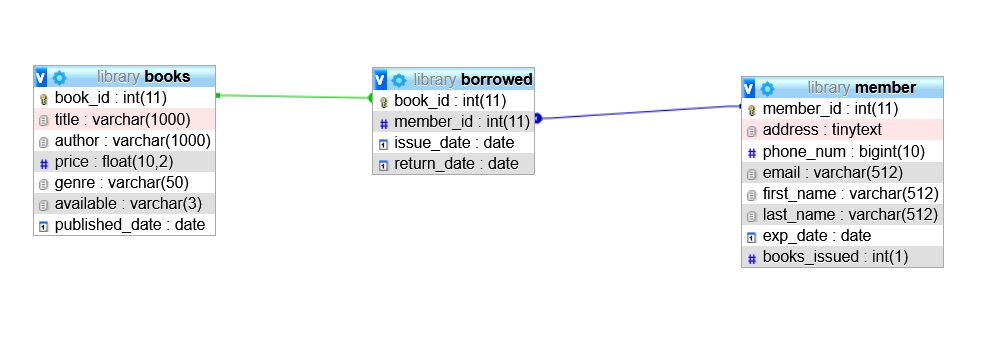 v library books
book_id : int(11)
title : varchar(1000)
author : varchar(1000)
# price : float(10,2)
genre : varchar(50)
available : varchar(3)
published_date : date
v library borrowed
book_id : int(11)
# member_id : int(11)
issue_date : date
return_date : date
v library member
member_id : int(11)
address : tinytext
# phone_num : bigint(10)
email : varchar(512)
first_name : varchar(512)
last_name : varchar(512)
exp_date : date
# books_issued : int(1)